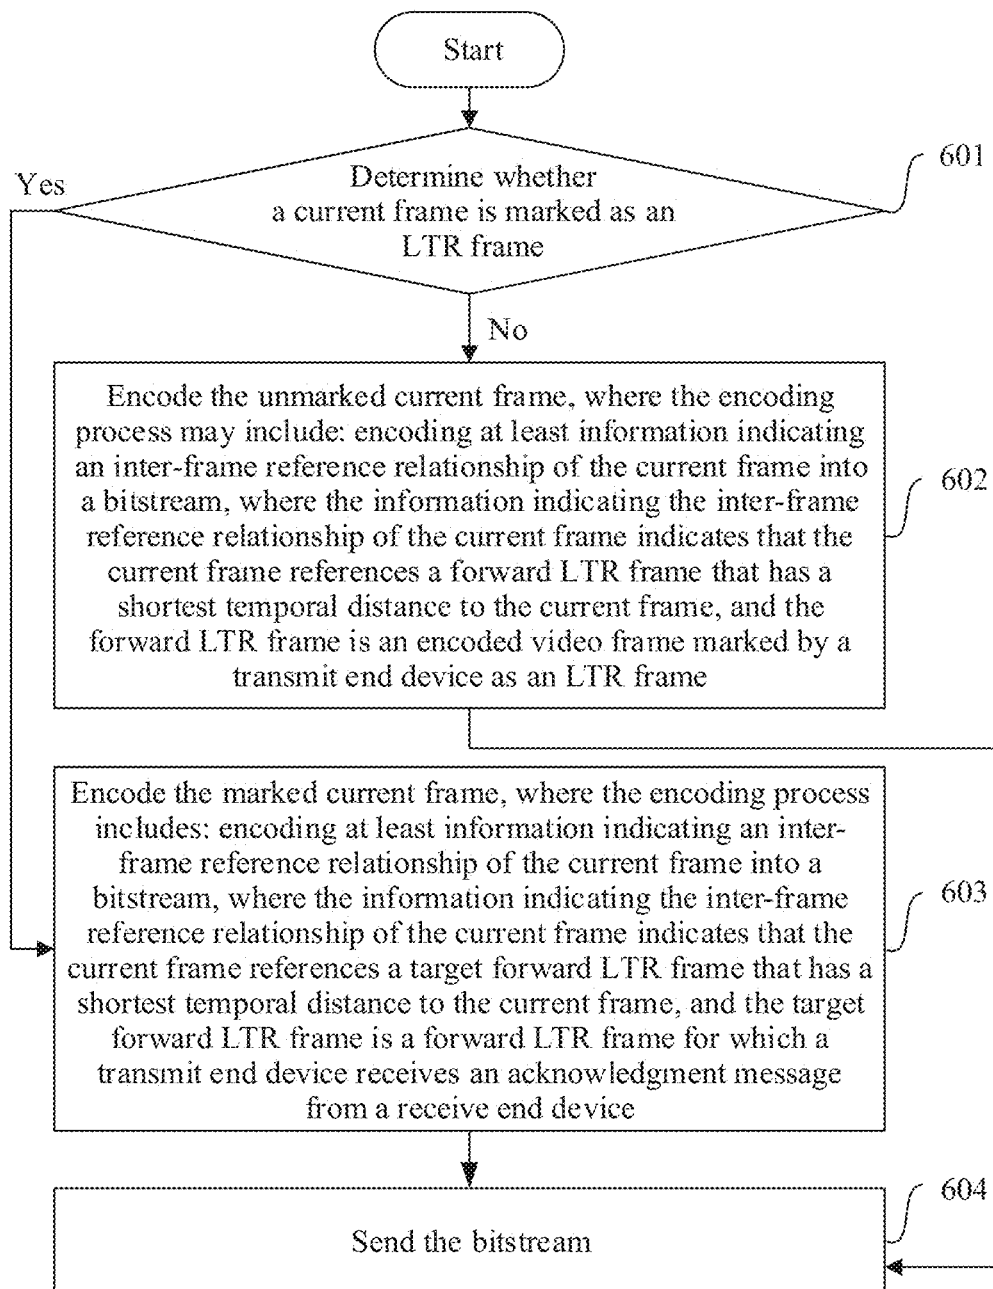 Start
601
Yes
Determine whether
a current frame is marked as an
LTR frame
No
Encode the unmarked current frame, where the encoding
process may include: encoding at least information indicating
an inter-frame reference relationship of the current frame into
a bitstream, where the information indicating the inter-frame
reference relationship of the current frame indicates that the
current frame references a forward LTR frame that has a
shortest temporal distance to the current frame, and the
forward LTR frame is an encoded video frame marked by a
transmit end device as an LTR frame
602
Encode the marked current frame, where the encoding process
includes: encoding at least information indicating an inter-
frame reference relationship of the current frame into a
bitstream, where the information indicating the inter-frame
reference relationship of the current frame indicates that the
current frame references a target forward LTR frame that has a
shortest temporal distance to the current frame, and the target
forward LTR frame is a forward LTR frame for which a
transmit end device receives an acknowledgment message
from a receive end device
603
604
Send the bitstream